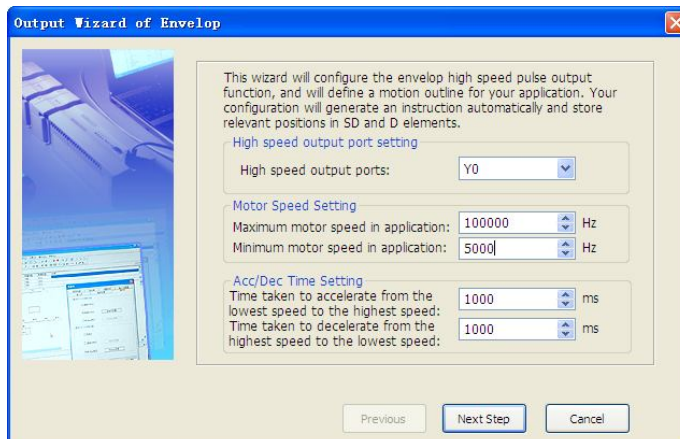 Output Wizard of Envelop
This wizard will configure the envelop high speed pulse output
function, and will define a motion outline for your application. Your
configuration will generate an instruction automatically and store
relevant positions in SD and D elements.
High speed output port setting
High speed output ports: Y0
Motor Speed Setting
Maximum motor speed in application: 100000 Hz
Minimum motor speed in application: 5000 Hz
Acc/Dec Time Setting
Time taken to accelerate from the
lowest speed to the highest speed: 1000 ms
Time taken to decelerate from the
highest speed to the lowest speed: 1000 ms
Previous Next Step Cancel